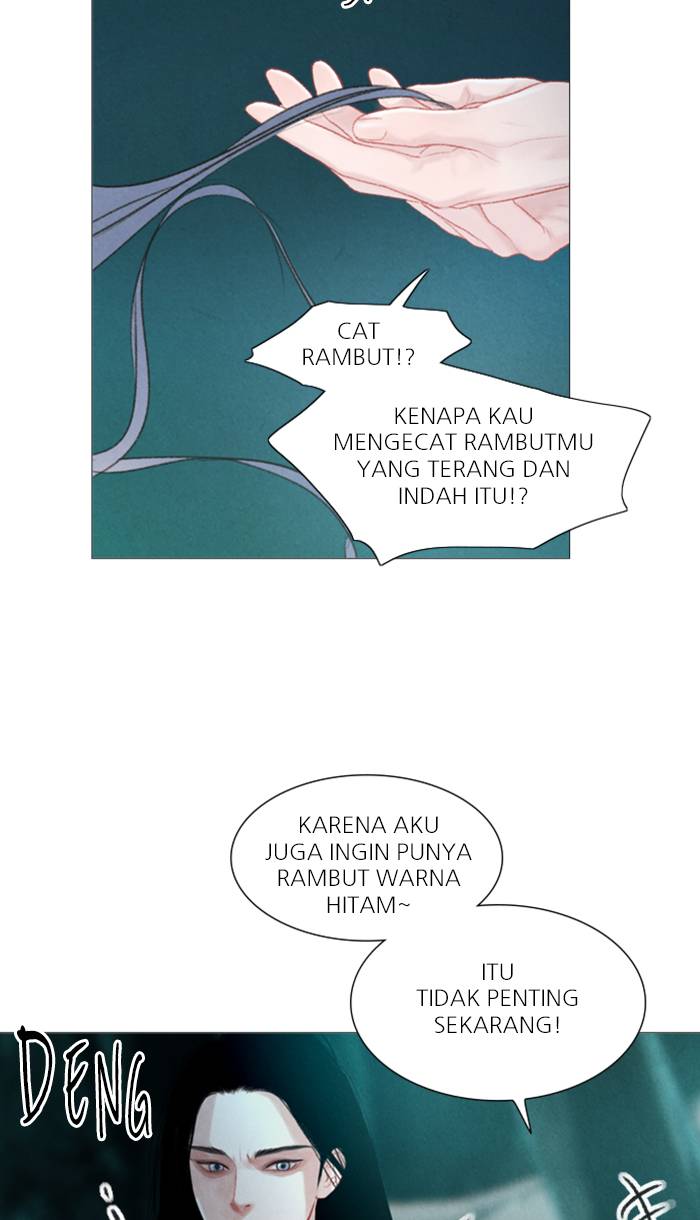 CAT
RAMBUT!?
KENAPA KAU
MENGECAT RAMBUTMU
YANG TERANG DAN
INDAH ITU!?
KARENA AKU
JUGA INGIN PUNYA
RAMBUT WARNA
HITAM~
ITU
TIDAK PENTING
SEKARANG!
DENG